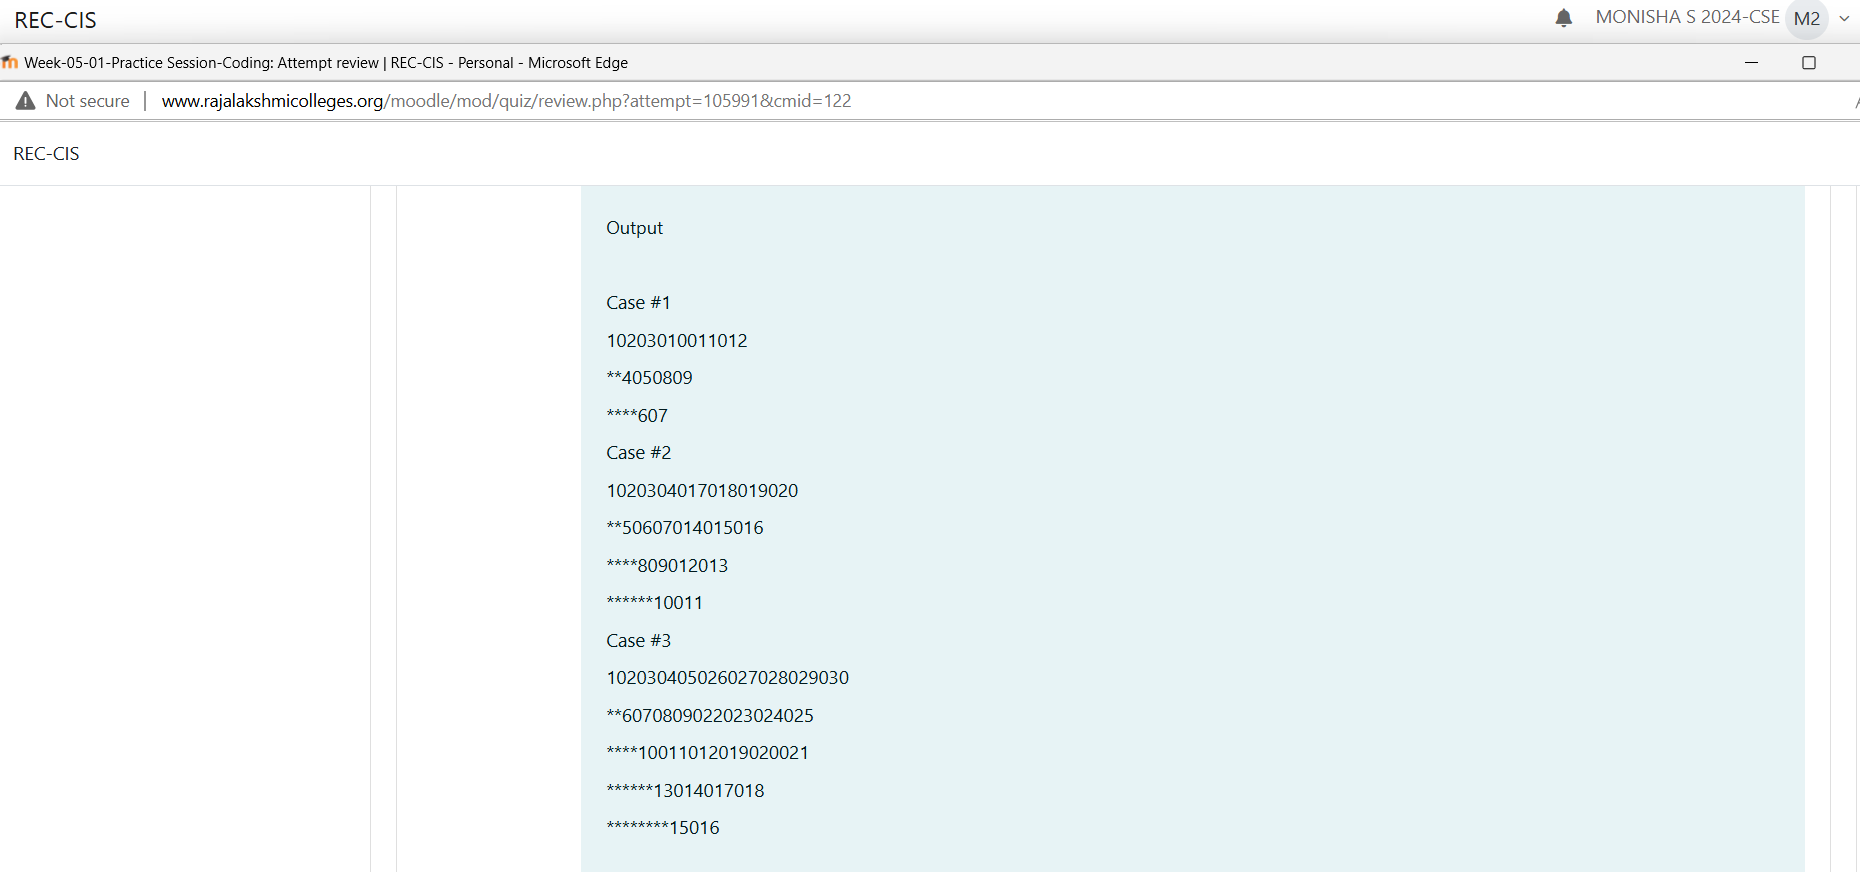 REC-CIS
MONISHA S 2024-CSE M2
Week-05-01-Practice Session-Coding: Attempt review | REC-CIS - Personal - Microsoft Edge
Not secure | www.rajalakshmicolleges.org/moodle/mod/quiz/review.php?attempt=105991&cmid=122
REC-CIS
Output
Case #1
10203010011012
**4050809
****607
Case #2
1020304017018019020
**50607014015016
****809012013
******10011
Case #3
102030405026027028029030
**6070809022023024025
****10011012019020021
******13014017018
********15016